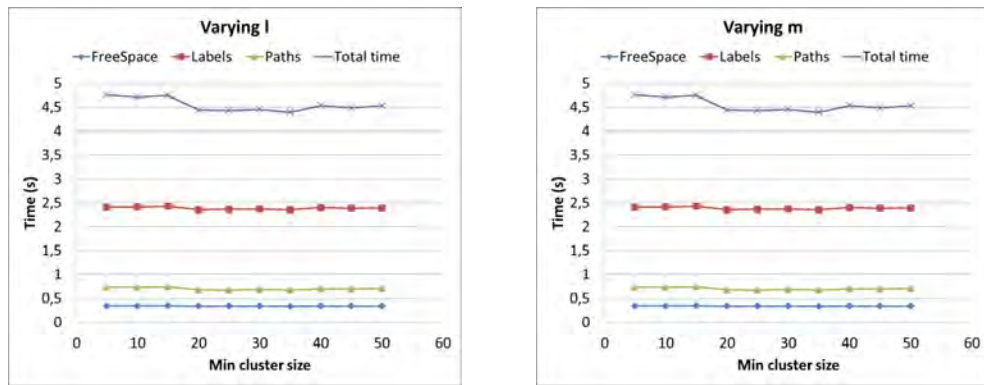 Varying l
FreeSpace Labels Paths Total time
5
4,5
4
3,5
3
2,5
2
1,5
1
0,5
0
Time (s)
0 10 20 30 40 50 60
Min cluster size
Varying m
FreeSpace Labels Paths Total time
5
4,5
4
3,5
3
2,5
2
1,5
1
0,5
0
Time (s)
0 10 20 30 40 50 60
Min cluster size